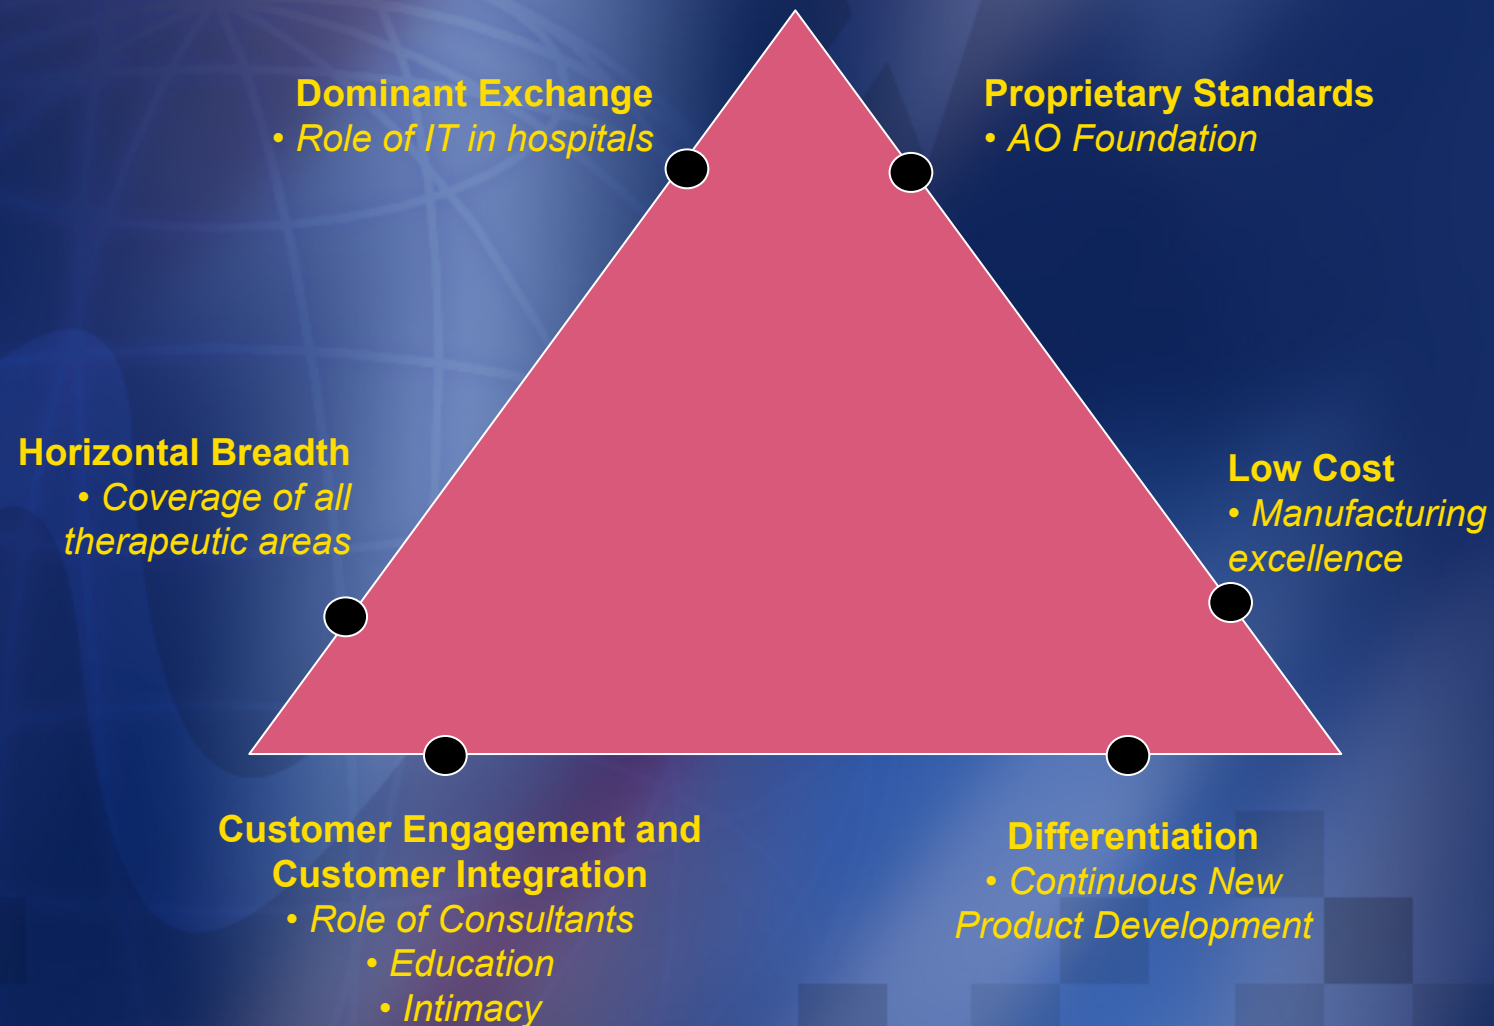 Dominant Exchange
• Role of IT in hospitals
Proprietary Standards
• AO Foundation
Horizontal Breadth
• Coverage of all
therapeutic areas
Low Cost
• Manufacturing
excellence
Customer Engagement and
Customer Integration
• Role of Consultants
• Education
• Intimacy
Differentiation
• Continuous New
Product Development